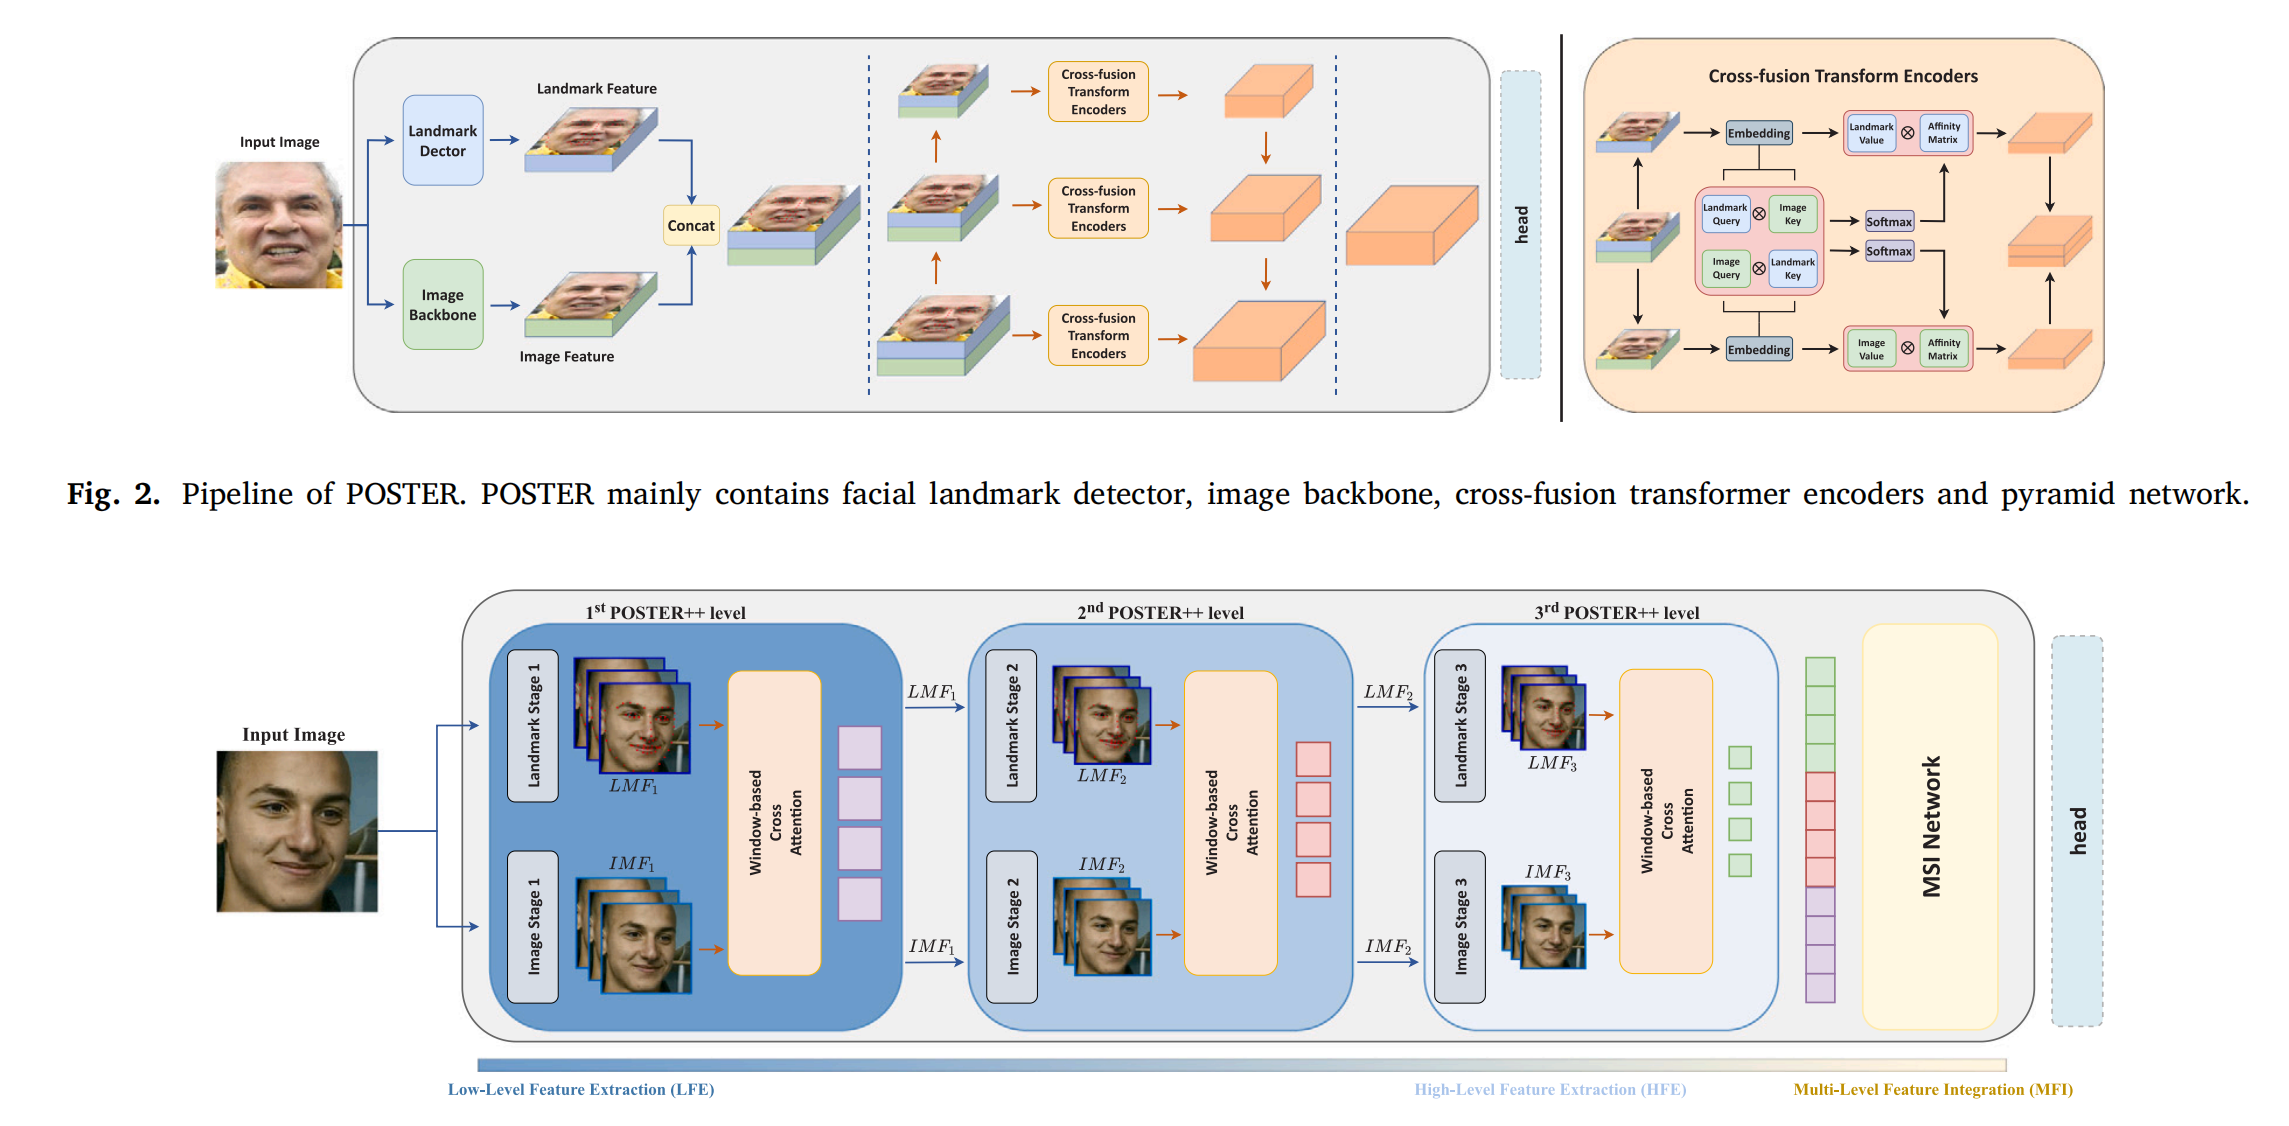 Input Image
Landmark
Dector
Landmark Feature
Image
Backbone
Image Feature
Concat
Cross-fusion
Transform
Encoders
Cross-fusion
Transform
Encoders
Cross-fusion
Transform
Encoders
head
Cross-fusion Transform Encoders
Embedding
Landmark
Value
⊗
Affinity
Matrix
Landmark
Query
⊗
Image
Key
Softmax
Softmax
Image
Query
⊗
Landmark
Key
Embedding
Image
Value
⊗
Affinity
Matrix
Fig. 2. Pipeline of POSTER. POSTER mainly contains facial landmark detector, image backbone, cross-fusion transformer encoders and pyramid network.
Input Image
1st POSTER++ level
Landmark Stage 1
LMF1
Image Stage 1
IMF1
Window-based
Cross
Attention
LMF1
IMF1
2nd POSTER++ level
Landmark Stage 2
LMF2
Image Stage 2
IMF2
Window-based
Cross
Attention
LMF2
IMF2
3rd POSTER++ level
Landmark Stage 3
LMF3
Image Stage 3
IMF3
Window-based
Cross
Attention
MSI Network
head
Low-Level Feature Extraction (LFE)
High-Level Feature Extraction (HFE)
Multi-Level Feature Integration (MFI)